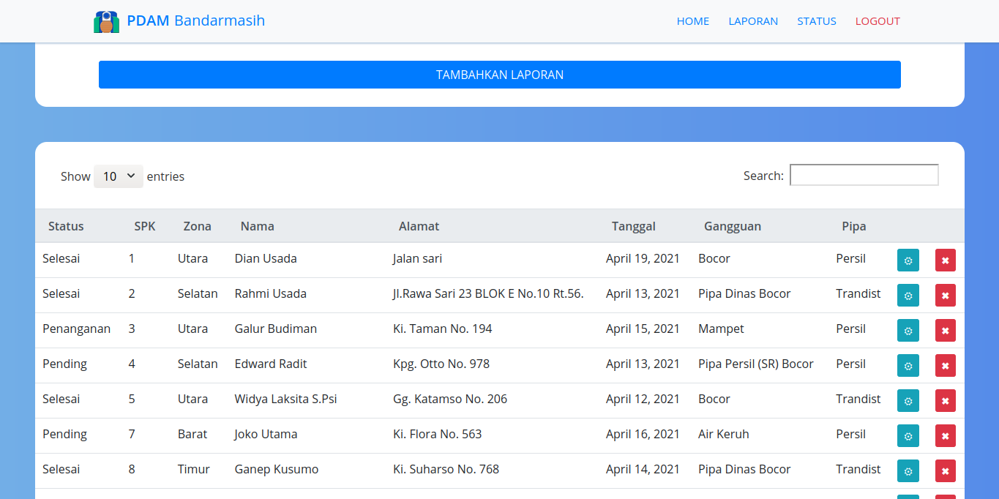 PDAM Bandarmasih HOME LAPORAN STATUS LOGOUT
TAMBAHKAN LAPORAN
Show 10 entries Search:
Status SPK Zona Nama Alamat Tanggal Gangguan Pipa
Selesai 1 Utara Dian Usada Jalan sari April 19, 2021 Bocor Persil
Selesai 2 Selatan Rahmi Usada Jl.Rawa Sari 23 BLOK E No.10 Rt.56. April 13, 2021 Pipa Dinas Bocor Trandist
Penanganan 3 Utara Galur Budiman Ki. Taman No. 194 April 15, 2021 Mampet Persil
Pending 4 Selatan Edward Radit Kpg. Otto No. 978 April 13, 2021 Pipa Persil (SR) Bocor Persil
Selesai 5 Utara Widya Laksita S.Psi Gg. Katamso No. 206 April 12, 2021 Bocor Trandist
Pending 7 Barat Joko Utama Ki. Flora No. 563 April 16, 2021 Air Keruh Persil
Selesai 8 Timur Ganep Kusumo Ki. Suharso No. 768 April 14, 2021 Pipa Dinas Bocor Trandist